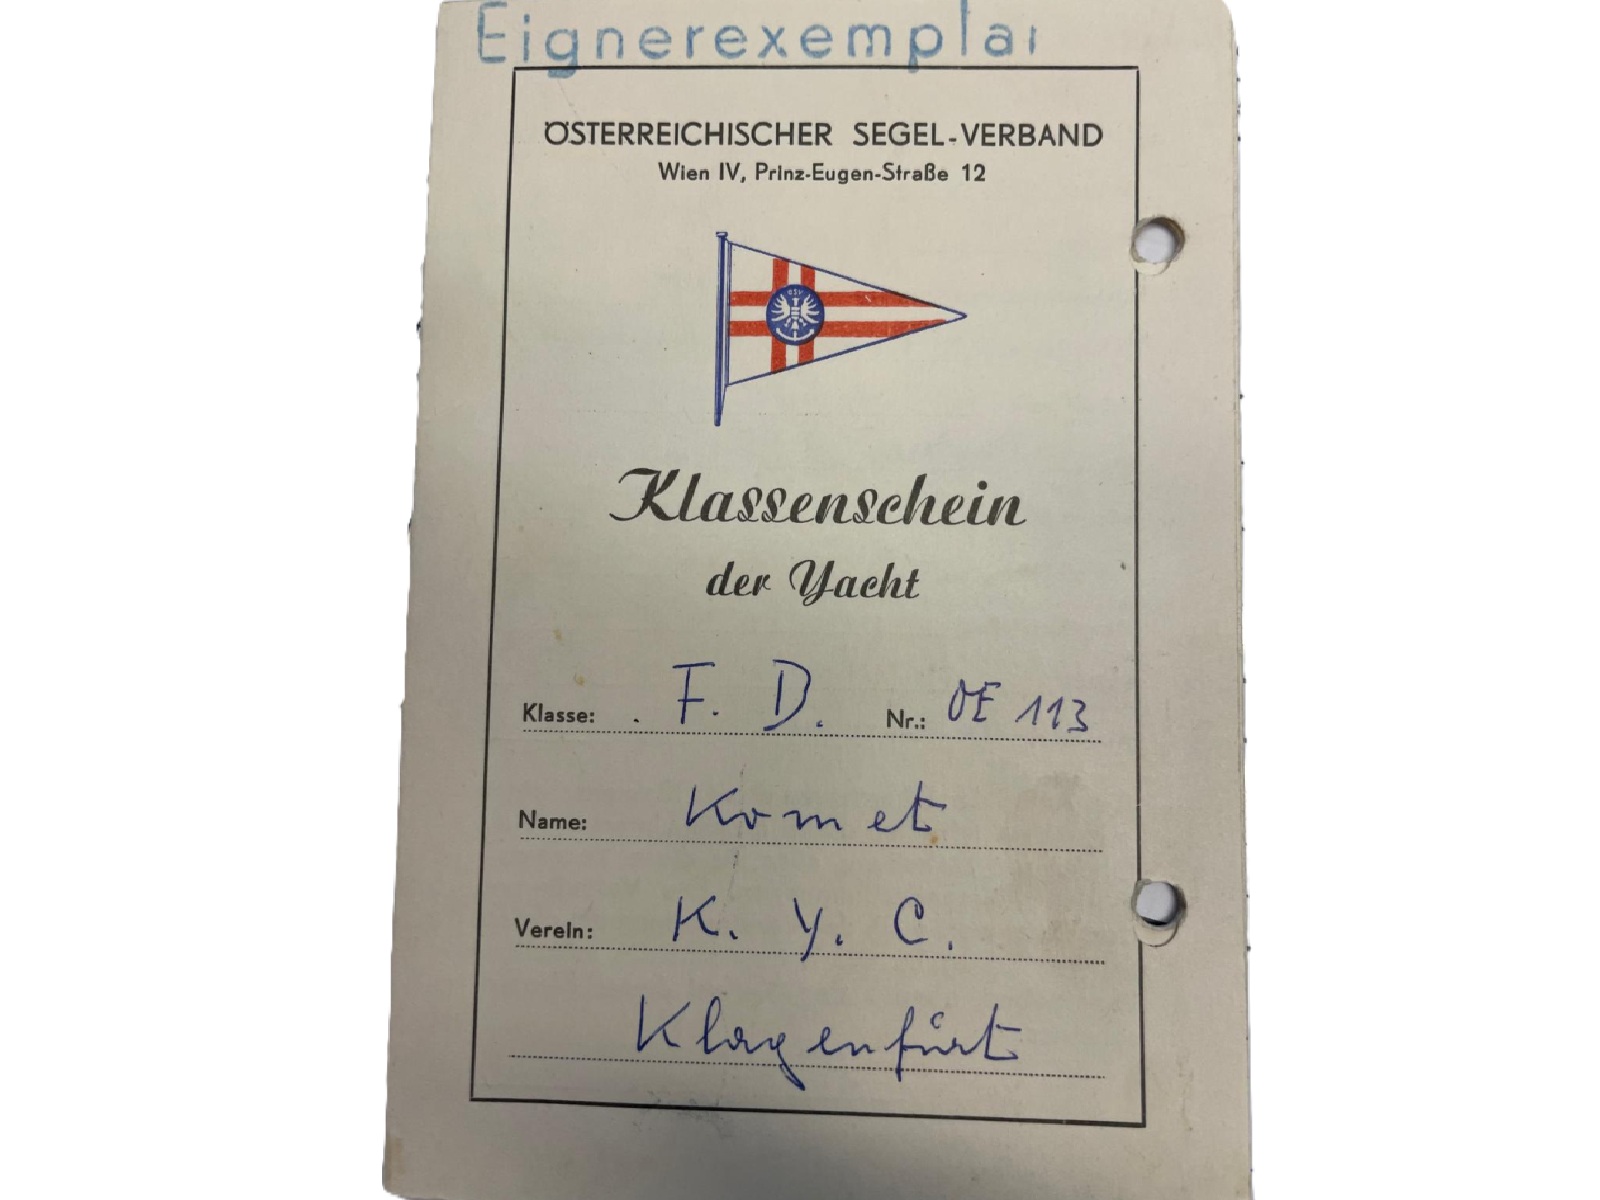 Eignerexemplar
ÖSTERREICHISCHER SEGEL-VERBAND
Wien IV, Prinz-Eugen-Straße 12
Klassenschein
der Yacht
Klasse: . F. D. Nr.: OE 113
Name: Komet
Verein: K. Y. C.
Klagenfurt